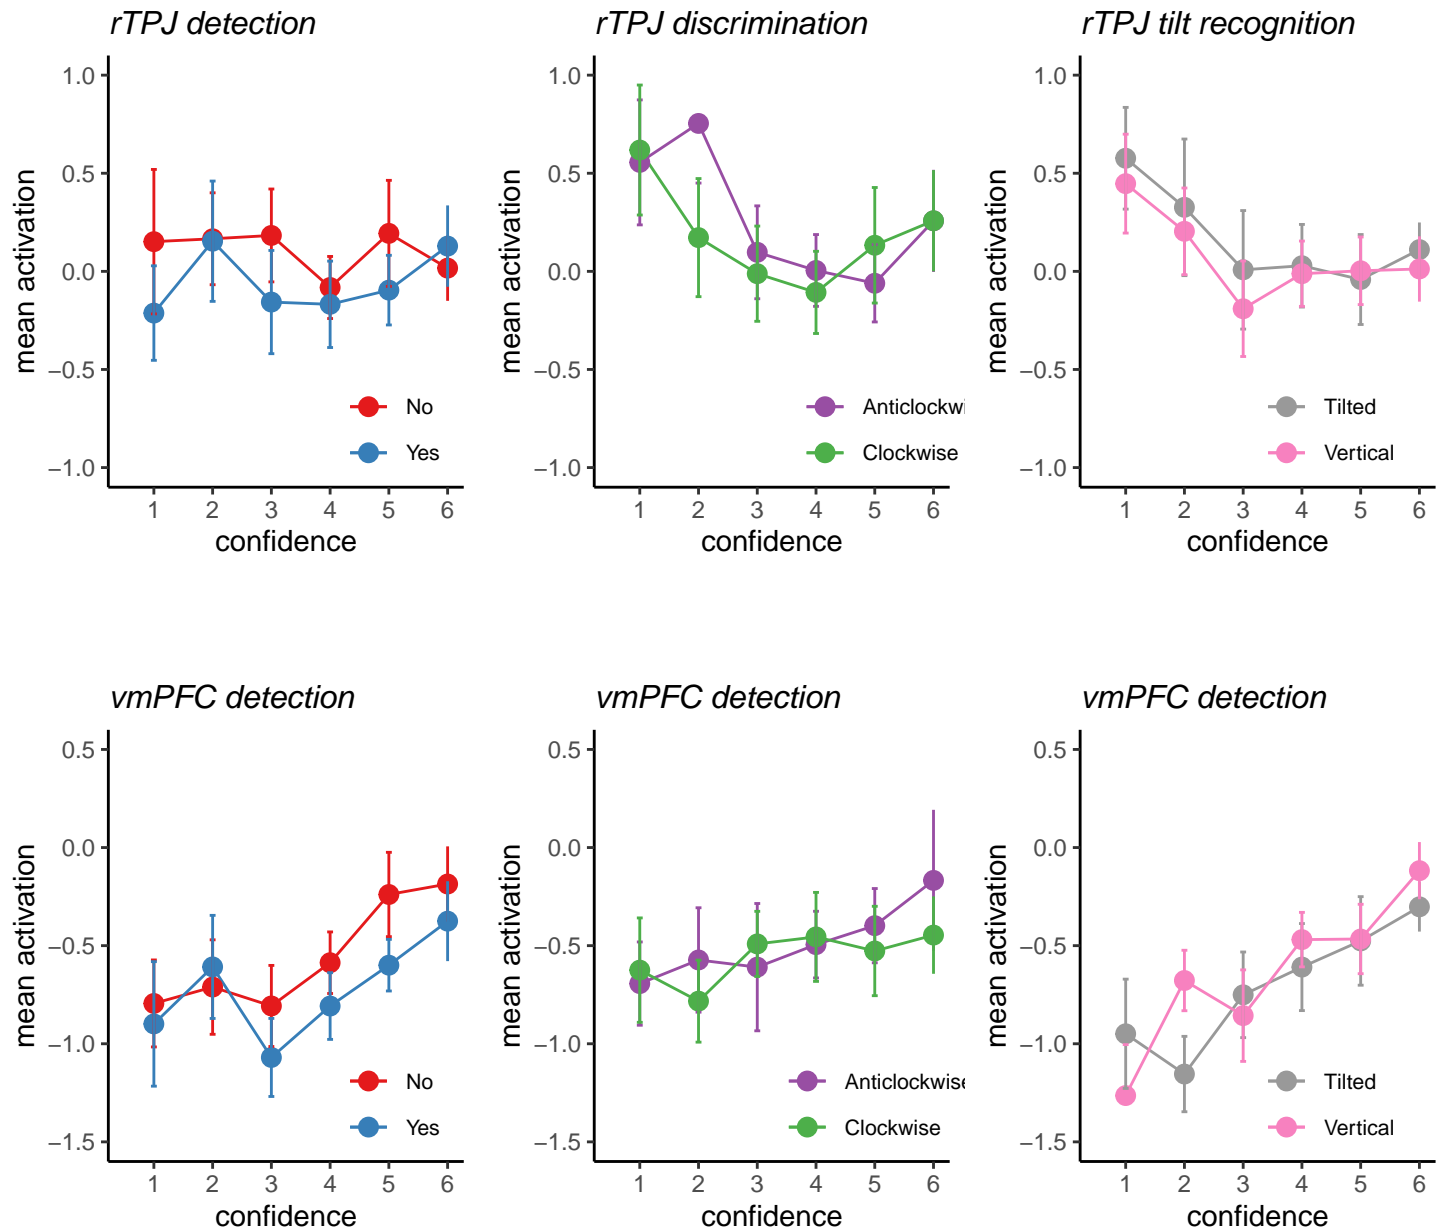 rTPJ detection
mean activation
1.0
0.5
0.0
−0.5
−1.0
No
Yes
1 2 3 4 5 6
confidence
rTPJ discrimination
mean activation
1.0
0.5
0.0
−0.5
−1.0
Anticlockwi
Clockwise
1 2 3 4 5 6
confidence
rTPJ tilt recognition
mean activation
1.0
0.5
0.0
−0.5
−1.0
Tilted
Vertical
1 2 3 4 5 6
confidence
vmPFC detection
mean activation
0.5
0.0
−0.5
−1.0
−1.5
No
Yes
1 2 3 4 5 6
confidence
vmPFC detection
mean activation
0.5
0.0
−0.5
−1.0
−1.5
Anticlockwise
Clockwise
1 2 3 4 5 6
confidence
vmPFC detection
mean activation
0.5
0.0
−0.5
−1.0
−1.5
Tilted
Vertical
1 2 3 4 5 6
confidence